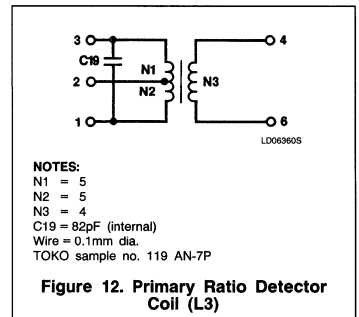 3 4
C19
N1
2 N3
N2
1 6
LD06360S
NOTES:
N1 = 5
N2 = 5
N3 = 4
C19 = 82pF (internal)
Wire = 0.1mm dia.
TOKO sample no. 119 AN-7P
Figure 12. Primary Ratio Detector
Coil (L3)